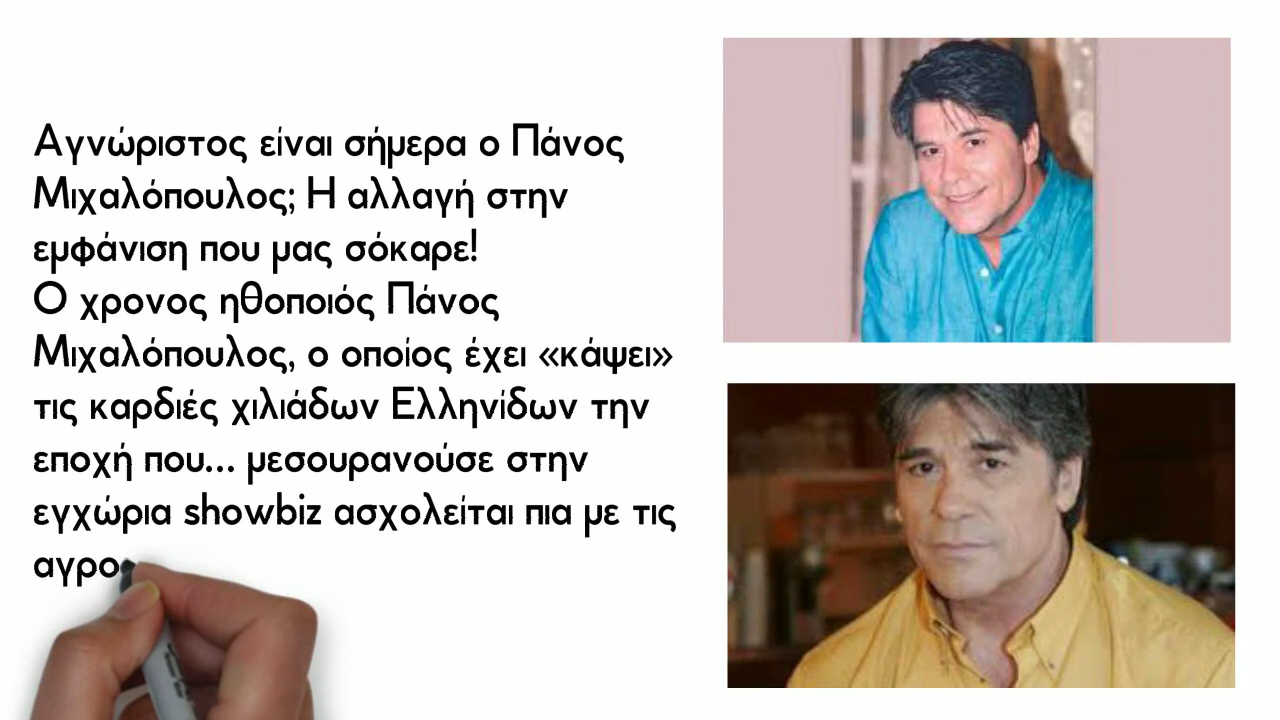 Αγνώριστος είναι σήμερα ο Πάνος
Μιχαλόπουλος; Η αλλαγή στην
εμφάνιση που μας σόκαρε!
Ο χρονος ηθοποιός Πάνος
Μιχαλόπουλος, ο οποίος έχει «κάψει»
τις καρδιές χιλιάδων Ελληνίδων την
εποχή που... μεσουρανούσε στην
εγχώρια showbiz ασχολείται πια με τις
αγρο